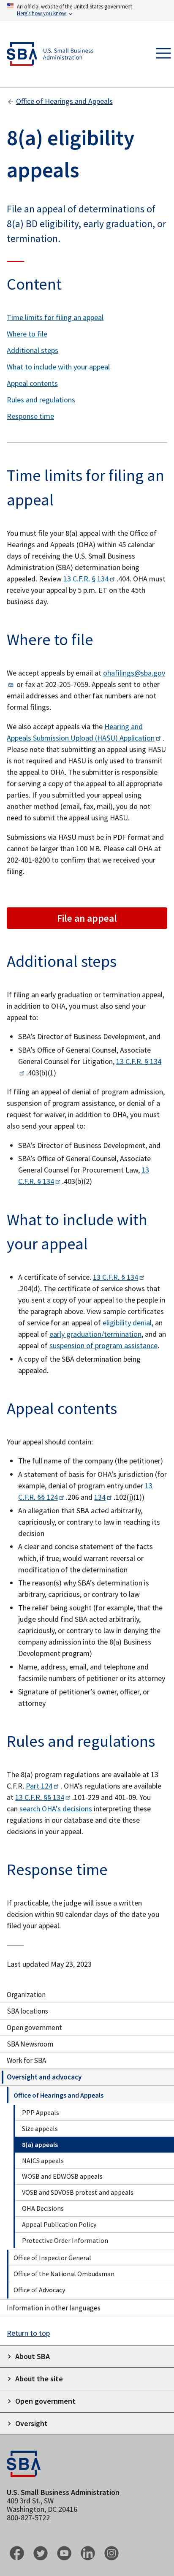 An official website of the United States government
Here's how you know
SBA
U.S. Small Business
Administration
Office of Hearings and Appeals
8(a) eligibility
appeals
File an appeal of determinations of
8(a) BD eligibility, early graduation, or
termination.
Content
Time limits for filing an appeal
Where to file
Additional steps
What to include with your appeal
Appeal contents
Rules and regulations
Response time
Time limits for filing an
appeal
You must file your 8(a) appeal with the Office of
Hearings and Appeals (OHA) within 45 calendar
days of receiving the U.S. Small Business
Administration (SBA) determination being
appealed. Review 13 C.F.R. § 134 .404. OHA must
receive your appeal by 5 p.m. ET on the 45th
business day.
Where to file
We accept appeals by email at ohafilings@sba.gov
or fax at 202-205-7059. Appeals sent to other
email addresses and other fax numbers are not
formal filings.
We also accept appeals via the Hearing and
Appeals Submission Upload (HASU) Application .
Please note that submitting an appeal using HASU
is not required and HASU is only used to transmit
the appeal to OHA. The submitter is responsible
for verifying receipt of the package and all
attachments. If you are filing an appeal using
another method (email, fax, mail), you do not
need to submit the appeal using HASU.
Submissions via HASU must be in PDF format and
cannot be larger than 100 MB. Please call OHA at
202-401-8200 to confirm that we received your
filing.
File an appeal
Additional steps
If filing an early graduation or termination appeal,
in addition to OHA, you must also send your
appeal to:
SBA's Director of Business Development, and
SBA's Office of General Counsel, Associate
General Counsel for Litigation, 13 C.F.R. § 134
.403(b)(1)
If filing an appeal of denial of program admission,
suspension of program assistance, or denial of a
request for waiver, in addition to OHA, you must
also send your appeal to:
SBA's Director of Business Development, and
SBA's Office of General Counsel, Associate
General Counsel for Procurement Law, 13
C.F.R. § 134 .403(b)(2)
What to include with
your appeal
A certificate of service. 13 C.F.R. § 134
.204(d). The certificate of service shows that
you sent a copy of your appeal to the people in
the paragraph above. View sample certificates
of service for an appeal of eligibility denial, an
appeal of early graduation/termination, and an
appeal of suspension of program assistance.
A copy of the SBA determination being
appealed.
Appeal contents
Your appeal should contain:
The full name of the company (the petitioner)
A statement of basis for OHA's jurisdiction (for
example, denial of program entry under 13
C.F.R. §§ 124 .206 and 134 .102(j)(1))
An allegation that SBA acted arbitrarily,
capriciously, or contrary to law in reaching its
decision
A clear and concise statement of the facts
which, if true, would warrant reversal or
modification of the determination
The reason(s) why SBA's determination is
arbitrary, capricious, or contrary to law
The relief being sought (for example, that the
judge should find SBA acted arbitrarily,
capriciously, or contrary to law in denying the
company admission into the 8(a) Business
Development program)
Name, address, email, and telephone and
facsimile numbers of petitioner or its attorney
Signature of petitioner's owner, officer, or
attorney
Rules and regulations
The 8(a) program regulations are available at 13
C.F.R. Part 124 . OHA's regulations are available
at 13 C.F.R. §§ 134 .101-229 and 401-09. You
can search OHA's decisions interpreting these
regulations in our database and cite these
decisions in your appeal.
Response time
If practicable, the judge will issue a written
decision within 90 calendar days of the date you
filed your appeal.
Last updated May 23, 2023
Organization
SBA locations
Open government
SBA Newsroom
Work for SBA
Oversight and advocacy
Office of Hearings and Appeals
PPP Appeals
Size appeals
8(a) appeals
NAICS appeals
WOSB and EDWOSB appeals
VOSB and SDVOSB protest and appeals
OHA Decisions
Appeal Publication Policy
Protective Order Information
Office of Inspector General
Office of the National Ombudsman
Office of Advocacy
Information in other languages
Return to top
About SBA
About the site
Open government
Oversight
SBA
U.S. Small Business Administration
409 3rd St., SW
Washington, DC 20416
800-827-5722